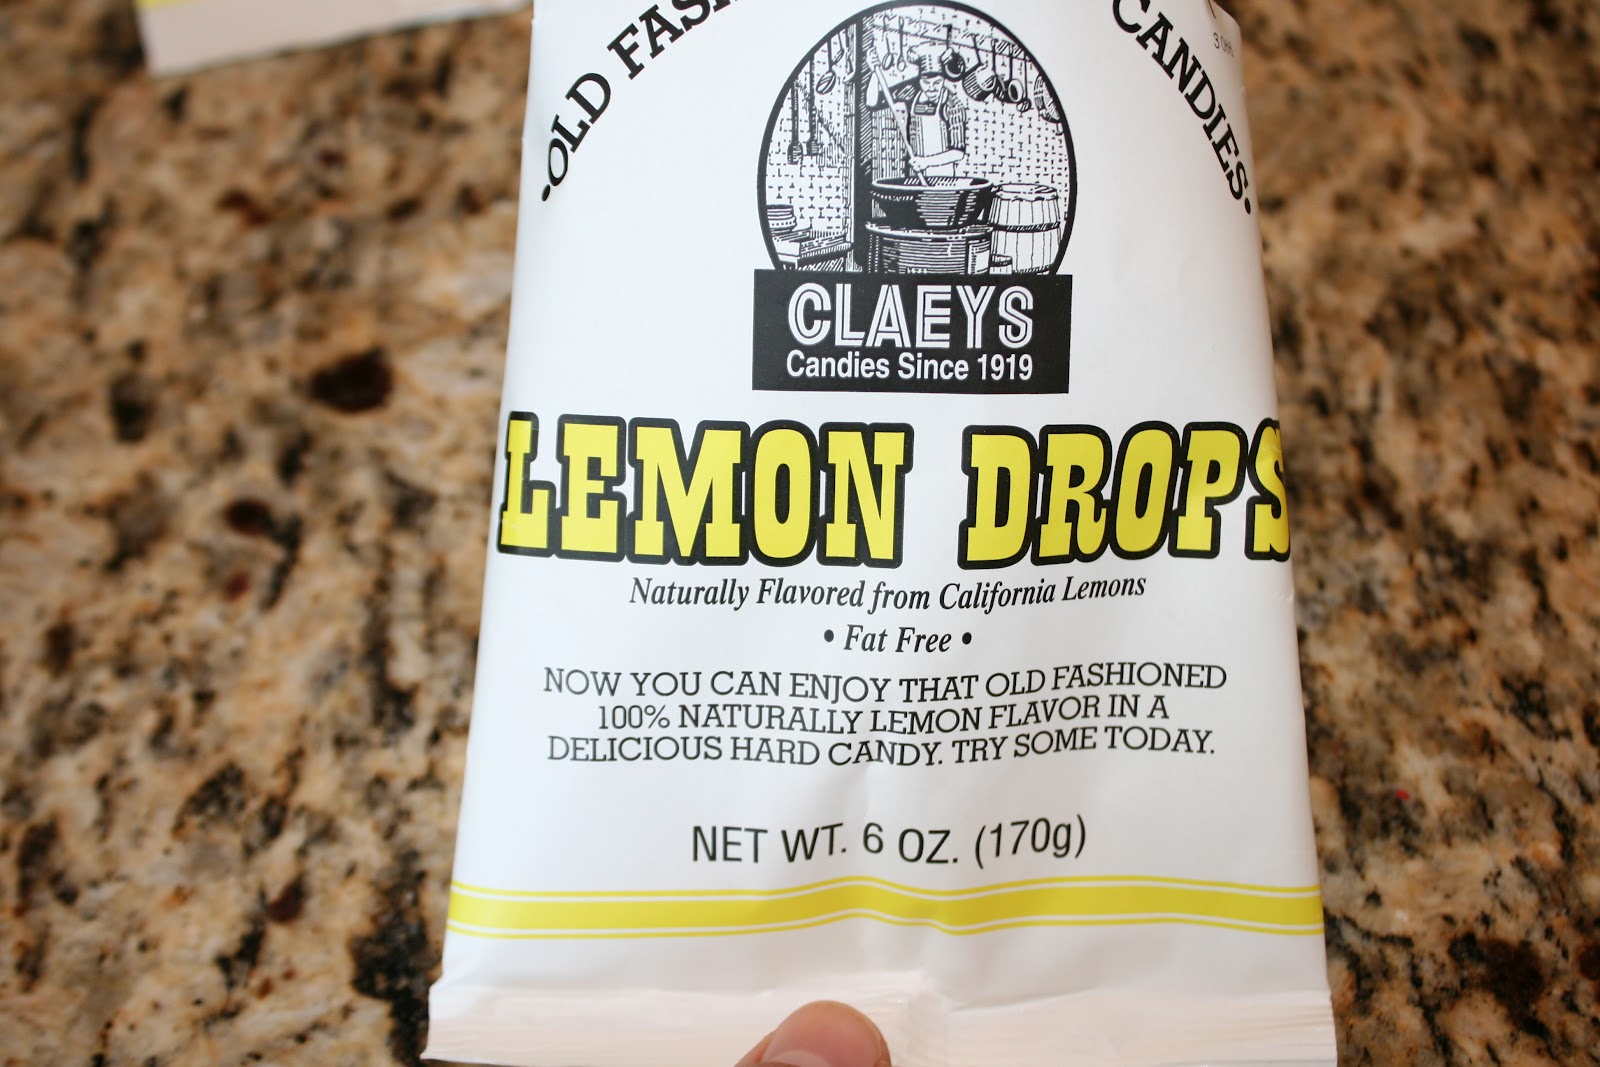 •OLD
CANDIES•
CLAEYS
Candies Since 1919
LEMON DROPS
Naturally Flavored from California Lemons
• Fat Free •
NOW YOU CAN ENJOY THAT OLD FASHIONED
100% NATURALLY LEMON FLAVOR IN A
DELICIOUS HARD CANDY. TRY SOME TODAY.
NET WT. 6 OZ. (170g)